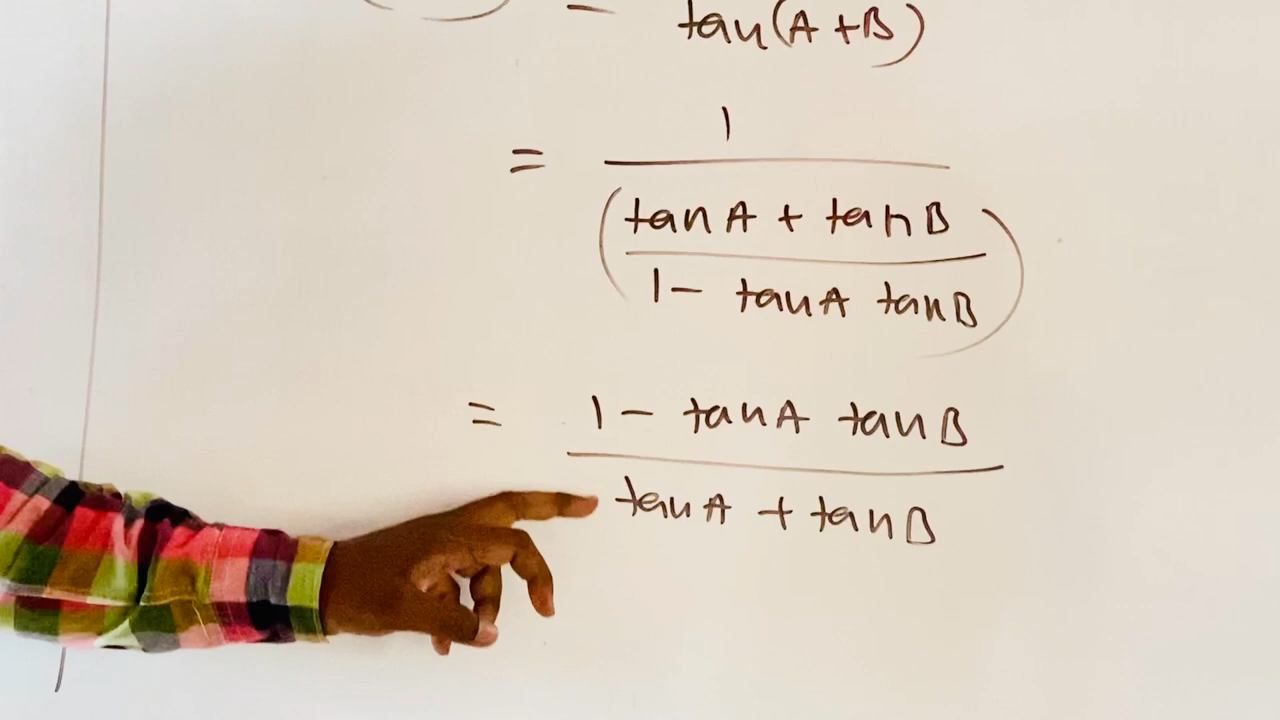 tan(A+B)
= 1
(tanA + tanB
1 - tanA tanB)
= 1 - tanA tanB
tanA + tanB